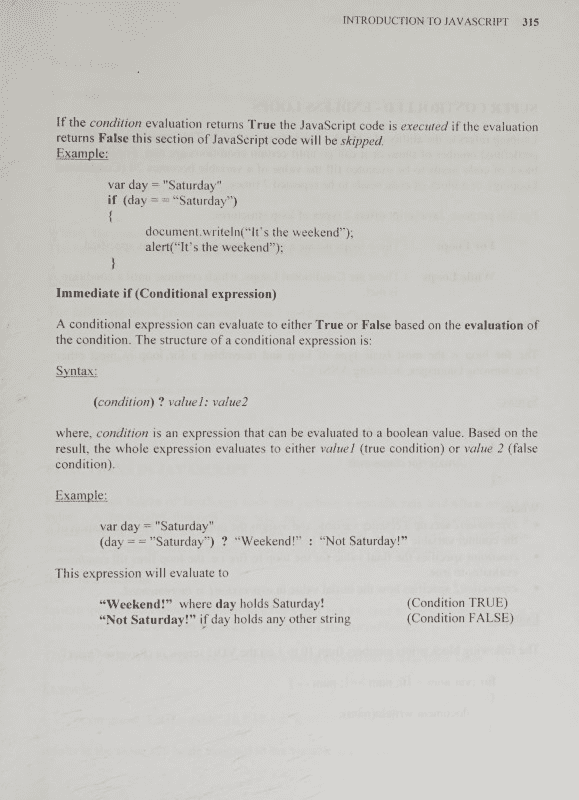 INTRODUCTION TO JAVASCRIPT 315
If the condition evaluation returns True the JavaScript code is executed if the evaluation
returns False this section of JavaScript code will be skipped.
Example:
var day = "Saturday"
if (day = = “Saturday”)
{
document.writeln(“It's the weekend”);
alert(“It's the weekend”);
}
Immediate if (Conditional expression)
A conditional expression can evaluate to either True or False based on the evaluation of
the condition. The structure of a conditional expression is:
Syntax:
(condition) ? value1: value2
where, condition is an expression that can be evaluated to a boolean value. Based on the
result, the whole expression evaluates to either value1 (true condition) or value 2 (false
condition).
Example:
var day = "Saturday"
(day = = "Saturday”) ? “Weekend!” : “Not Saturday!”
This expression will evaluate to
“Weekend!” where day holds Saturday! (Condition TRUE)
“Not Saturday!” if day holds any other string (Condition FALSE)